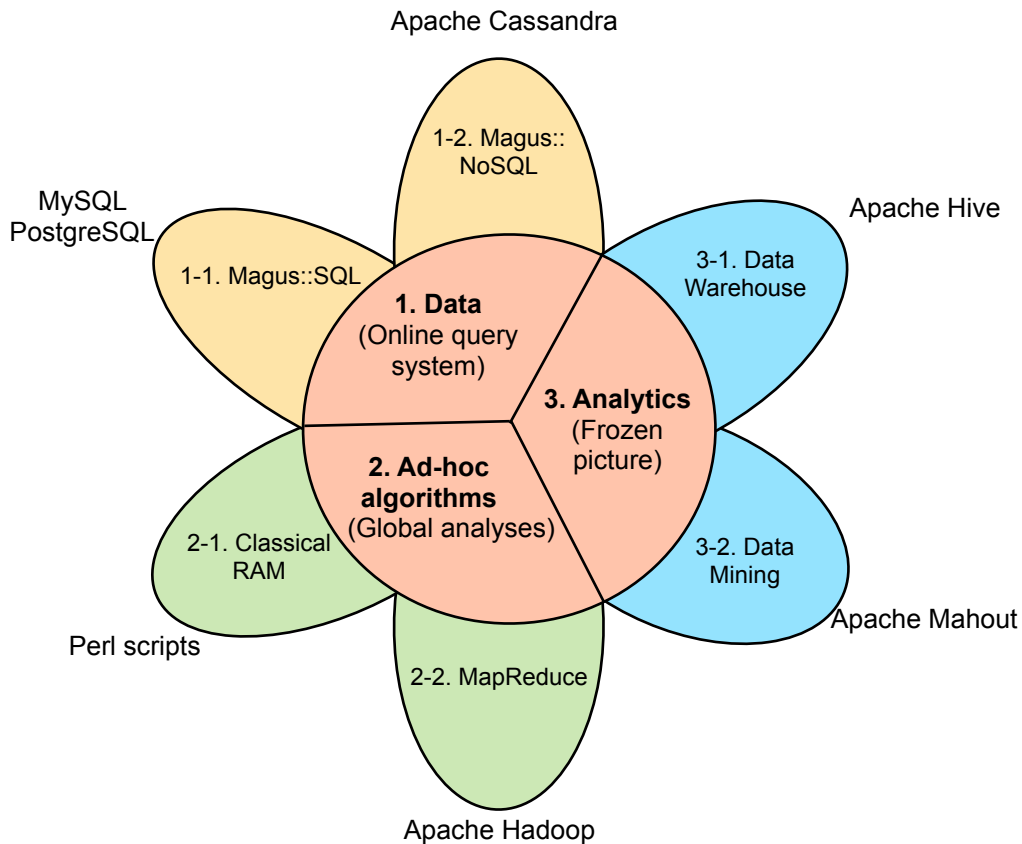 Apache Cassandra
1-2. Magus::
NoSQL
MySQL
PostgreSQL
Apache Hive
1-1. Magus::SQL
3-1. Data
Warehouse
1. Data
(Online query
system)
3. Analytics
(Frozen
picture)
2. Ad-hoc
algorithms
(Global analyses)
2-1. Classical
RAM
3-2. Data
Mining
Perl scripts
Apache Mahout
2-2. MapReduce
Apache Hadoop